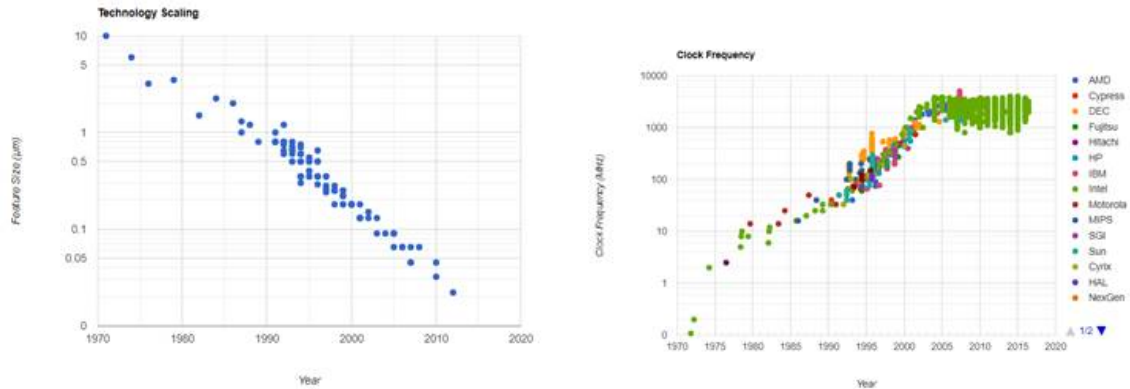 Technology Scaling
10
5
1
0.5
0.1
0.05
0
1970
1980
1990
2000
2010
2020
Feature Size (µm)
Year
Clock Frequency
10000
1000
100
10
1
0
1970
1975
1980
1985
1990
1995
2000
2005
2010
2015
2020
Clock Frequency (MHz)
Year
AMD
Cypress
DEC
Fujitsu
Hitachi
HP
IBM
Intel
Motorola
MIPS
SGI
Sun
Cyrix
HAL
NexGen
1/2